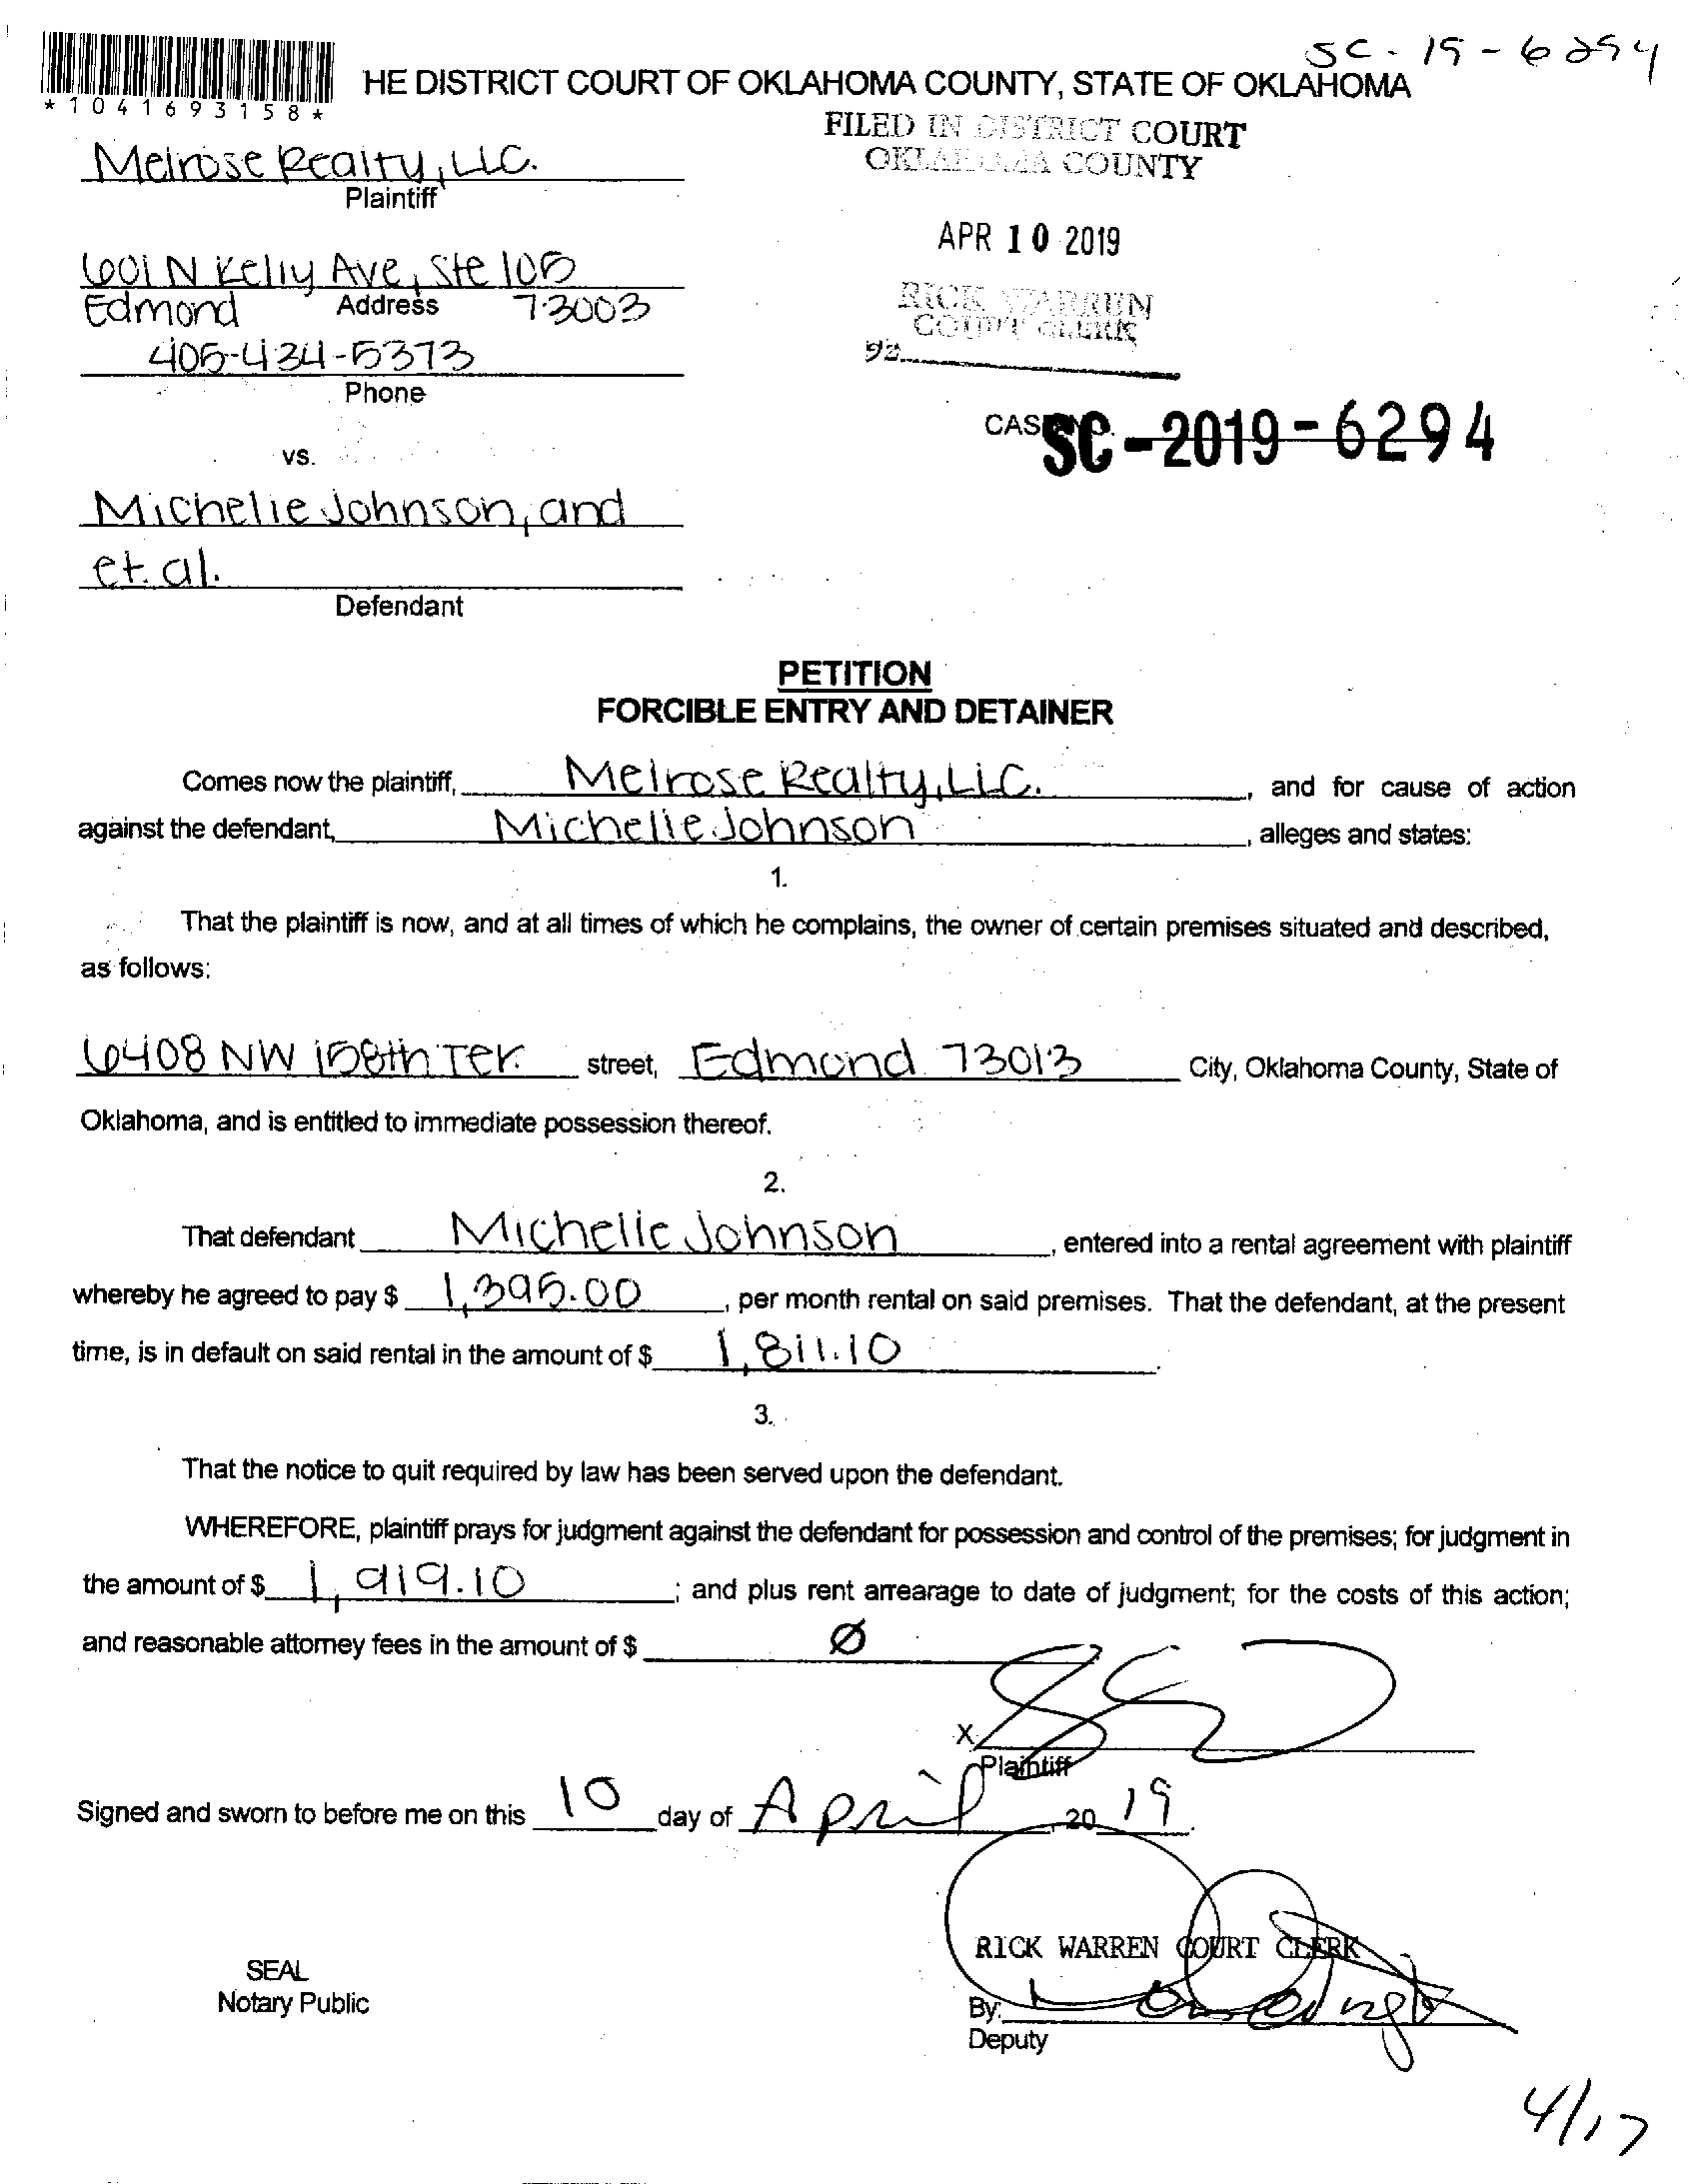 SC-19-6294
HE DISTRICT COURT OF OKLAHOMA COUNTY, STATE OF OKLAHOMA
*1041693158*
FILED IN DISTRICT COURT
OKLAHOMA COUNTY
Melrose Realty, LLC.
Plaintiff
APR 10 2019
601 N Kelly Ave, Ste 105
Edmond Address 73003
RICK WARREN
COURT CLERK
405-434-5373
92
Phone
CASE NO.
SC-2019-6294
vs.
Michelle Johnson, and
et. al.
Defendant
PETITION
FORCIBLE ENTRY AND DETAINER
Comes now the plaintiff, Melrose Realty, LLC. , and for cause of action
against the defendant, Michelle Johnson , alleges and states:
1.
That the plaintiff is now, and at all times of which he complains, the owner of certain premises situated and described,
as follows:
6408 NW 158th Ter. street, Edmond 73013 City, Oklahoma County, State of
Oklahoma, and is entitled to immediate possession thereof.
2.
That defendant Michelle Johnson , entered into a rental agreement with plaintiff
whereby he agreed to pay $ 1,395.00 , per month rental on said premises. That the defendant, at the present
time, is in default on said rental in the amount of $ 1,811.10 .
3.
That the notice to quit required by law has been served upon the defendant.
WHEREFORE, plaintiff prays for judgment against the defendant for possession and control of the premises; for judgment in
the amount of $ 1,919.10 ; and plus rent arrearage to date of judgment; for the costs of this action;
and reasonable attorney fees in the amount of $ Ø
X
Plaintiff
Signed and sworn to before me on this 10 day of April , 20 19.
RICK WARREN COURT CLERK
SEAL
Notary Public
By:
Deputy
4/17